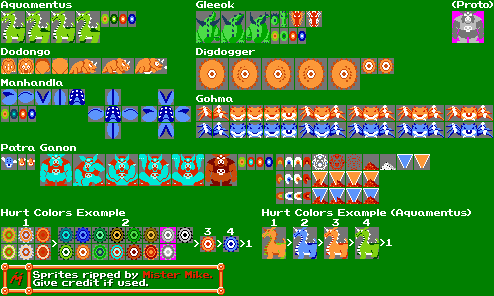 Aquamentus
Gleeok
(Proto)
Dodongo
Digdogger
Manhandla
Gohma
Patra Ganon
Hurt Colors Example
1 2 3 4
>1
Hurt Colors Example (Aquamentus)
1 2 3 4
>1
Sprites ripped by Mister Mike.
Give credit if used.